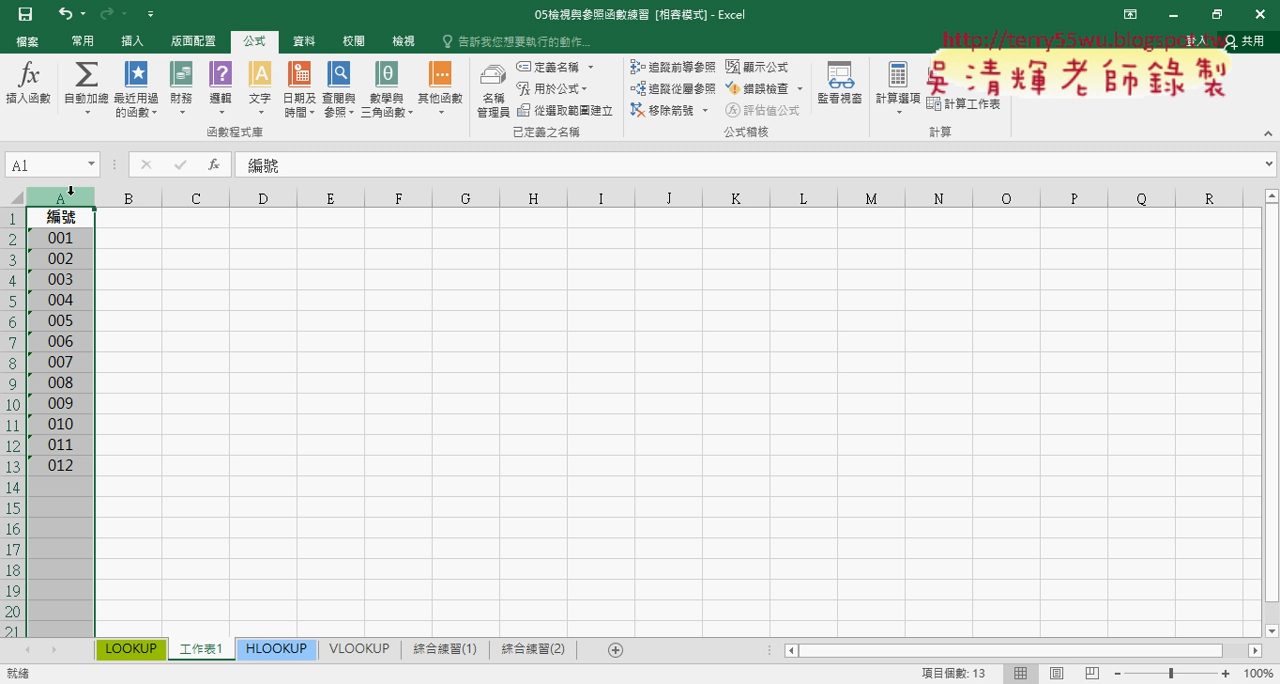 05檢視與參照函數練習 [相容模式] - Excel
檔案 常用 插入 版面配置 公式 資料 校閱 檢視 告訴我您想要執行的動作... 共用
http://terry55wu.blogspot.tw
吳清輝老師錄製
插入函數 自動加總 最近用過的函數 財務 邏輯 文字 日期及時間 查閱與參照 數學與三角函數 其他函數
函數程式庫
名稱管理員 定義名稱 用於公式 從選取範圍建立
已定義之名稱
追蹤前導參照 追蹤從屬參照 移除箭號 顯示公式 錯誤檢查 評估值公式 監看視窗
公式稽核
計算選項 計算工作表
計算
A1 fx 編號
A B C D E F G H I J K L M N O P Q R
1 編號
2 001
3 002
4 003
5 004
6 005
7 006
8 007
9 008
10 009
11 010
12 011
13 012
14
15
16
17
18
19
20
21
LOOKUP 工作表1 HLOOKUP VLOOKUP 綜合練習(1) 綜合練習(2)
就緒 項目個數: 13 100%